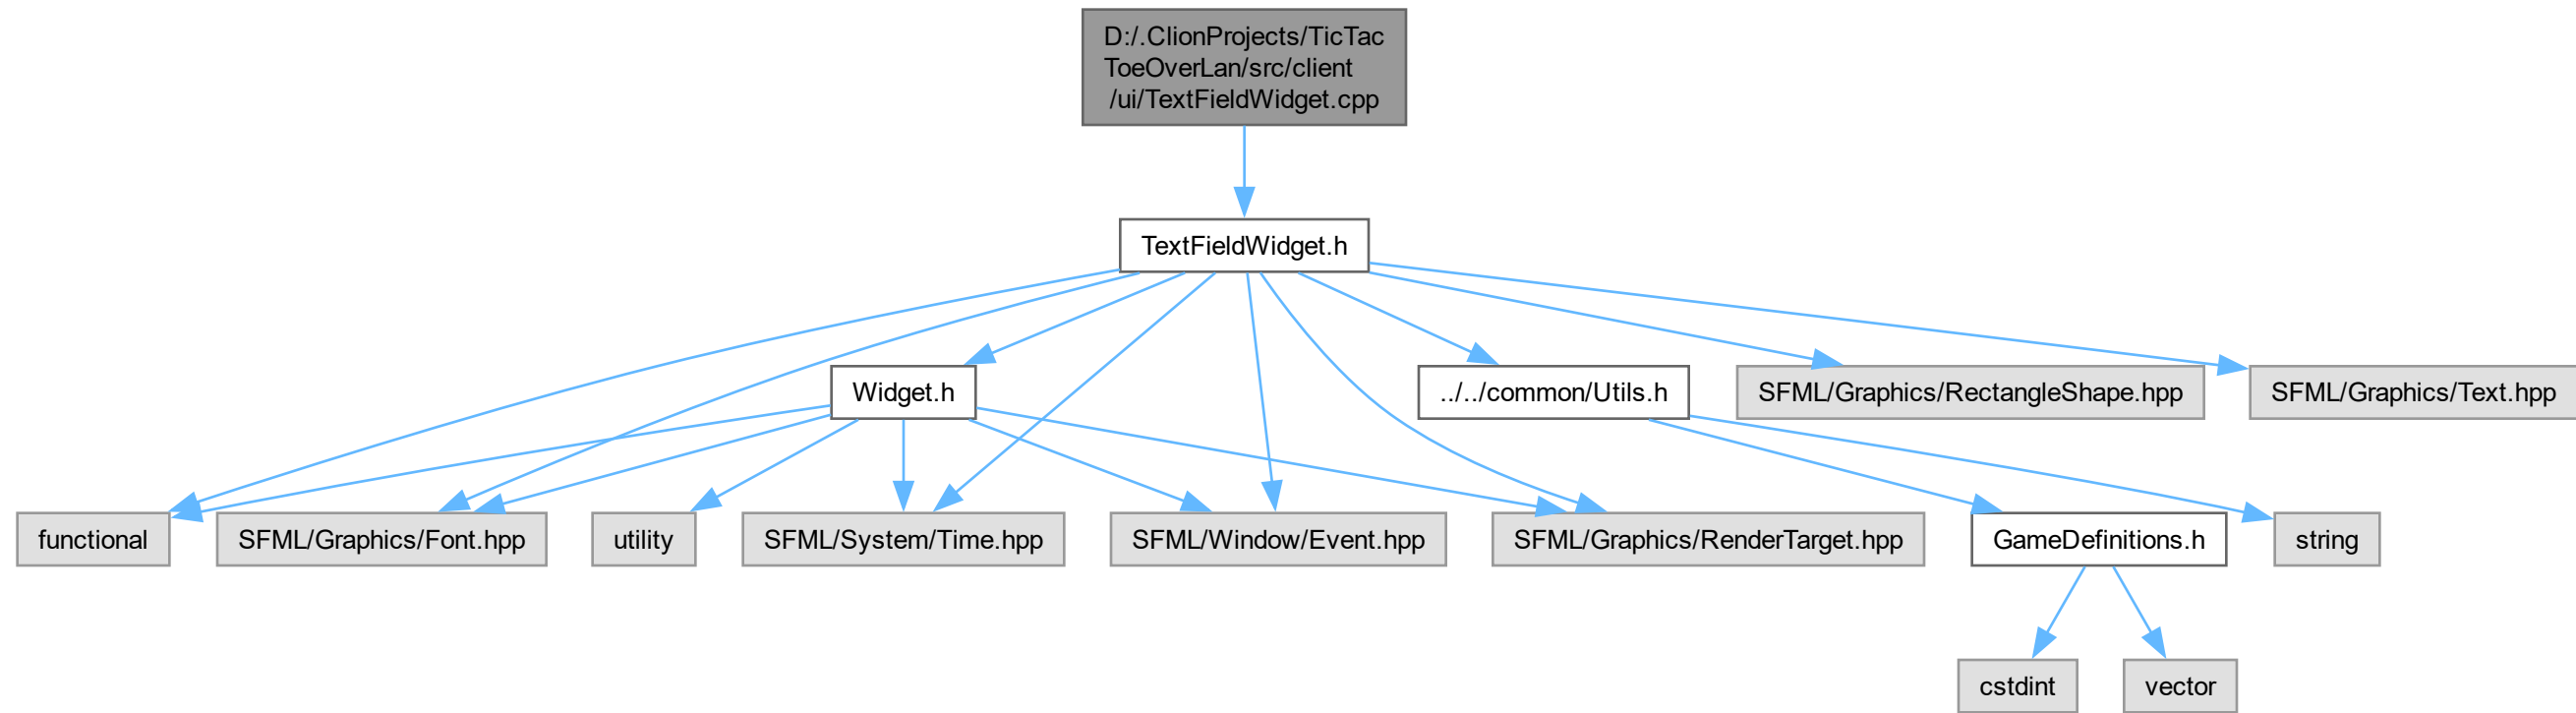 D:/.ClionProjects/TicTac
ToeOverLan/src/client
/ui/TextFieldWidget.cpp
TextFieldWidget.h
Widget.h
../../common/Utils.h
SFML/Graphics/RectangleShape.hpp
SFML/Graphics/Text.hpp
functional
SFML/Graphics/Font.hpp
utility
SFML/System/Time.hpp
SFML/Window/Event.hpp
SFML/Graphics/RenderTarget.hpp
GameDefinitions.h
string
cstdint
vector